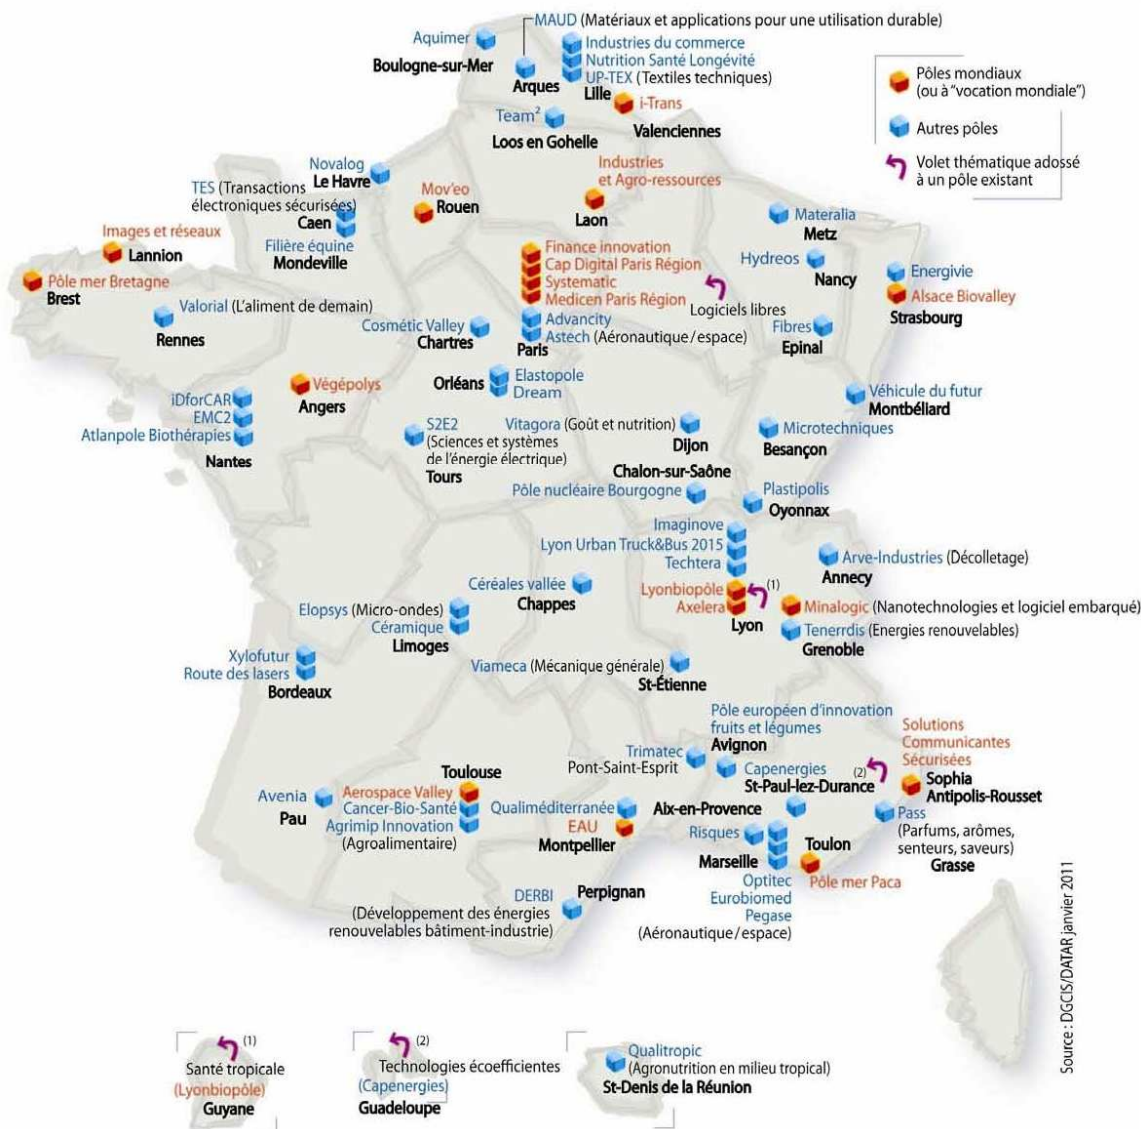 MAUD (Matériaux et applications pour une utilisation durable)
Aquimer
Boulogne-sur-Mer
Arques
Industries du commerce
Nutrition Santé Longévité
UP-TEX (Textiles techniques)
Lille
i-Trans
Valenciennes
Team²
Loos en Gohelle
Pôles mondiaux
(ou à "vocation mondiale")
Autres pôles
Volet thématique adossé
à un pôle existant
Novalog
Le Havre
TES (Transactions
électroniques sécurisées)
Caen
Filière équine
Mondeville
Mov'eo
Rouen
Industries
et Agro-ressources
Laon
Materalia
Metz
Hydreos
Nancy
Energivie
Alsace Biovalley
Strasbourg
Fibres
Epinal
Images et réseaux
Lannion
Pôle mer Bretagne
Brest
Valorial (L'aliment de demain)
Rennes
Finance innovation
Cap Digital Paris Région
Systematic
Medicen Paris Région
Logiciels libres
Advancity
Astech (Aéronautique/espace)
Paris
Cosmétic Valley
Chartres
Orléans
Elastopole
Dream
Végépolys
Angers
iDforCAR
EMC2
Atlanpole Biothérapies
Nantes
S2E2
(Sciences et systèmes
de l'énergie électrique)
Tours
Vitagora (Goût et nutrition)
Dijon
Véhicule du futur
Montbéliard
Microtechniques
Besançon
Chalon-sur-Saône
Pôle nucléaire Bourgogne
Plastipolis
Oyonnax
Imaginove
Lyon Urban Truck&Bus 2015
Techtera
Lyonbiopôle
(1)
Axelera
Lyon
Arve-Industries (Décolletage)
Annecy
Minalogic (Nanotechnologies et logiciel embarqué)
Tenerrdis (Energies renouvelables)
Grenoble
Céréales vallée
Chappes
Elopsys (Micro-ondes)
Céramique
Limoges
Viameca (Mécanique générale)
St-Étienne
Xylofutur
Route des lasers
Bordeaux
Pôle européen d'innovation
fruits et légumes
Avignon
Trimatec
Pont-Saint-Esprit
Capenergies
(2)
St-Paul-lez-Durance
Solutions
Communicantes
Sécurisées
Sophia
Antipolis-Rousset
Avenia
Pau
Toulouse
Aerospace Valley
Cancer-Bio-Santé
Agrimip Innovation
(Agroalimentaire)
Qualiméditerranée
EAU
Montpellier
Aix-en-Provence
Risques
Marseille
Optitec
Eurobiomed
Pegase
(Aéronautique/espace)
Toulon
Pôle mer Paca
Pass
(Parfums, arômes,
senteurs, saveurs)
Grasse
DERBI
Perpignan
(Développement des énergies
renouvelables bâtiment-industrie)
Source : DGCIS/DATAR janvier 2011
(1)
Santé tropicale
(Lyonbiopôle)
Guyane
(2)
Technologies écoefficientes
(Capenergies)
Guadeloupe
Qualitropic
(Agronutrition en milieu tropical)
St-Denis de la Réunion